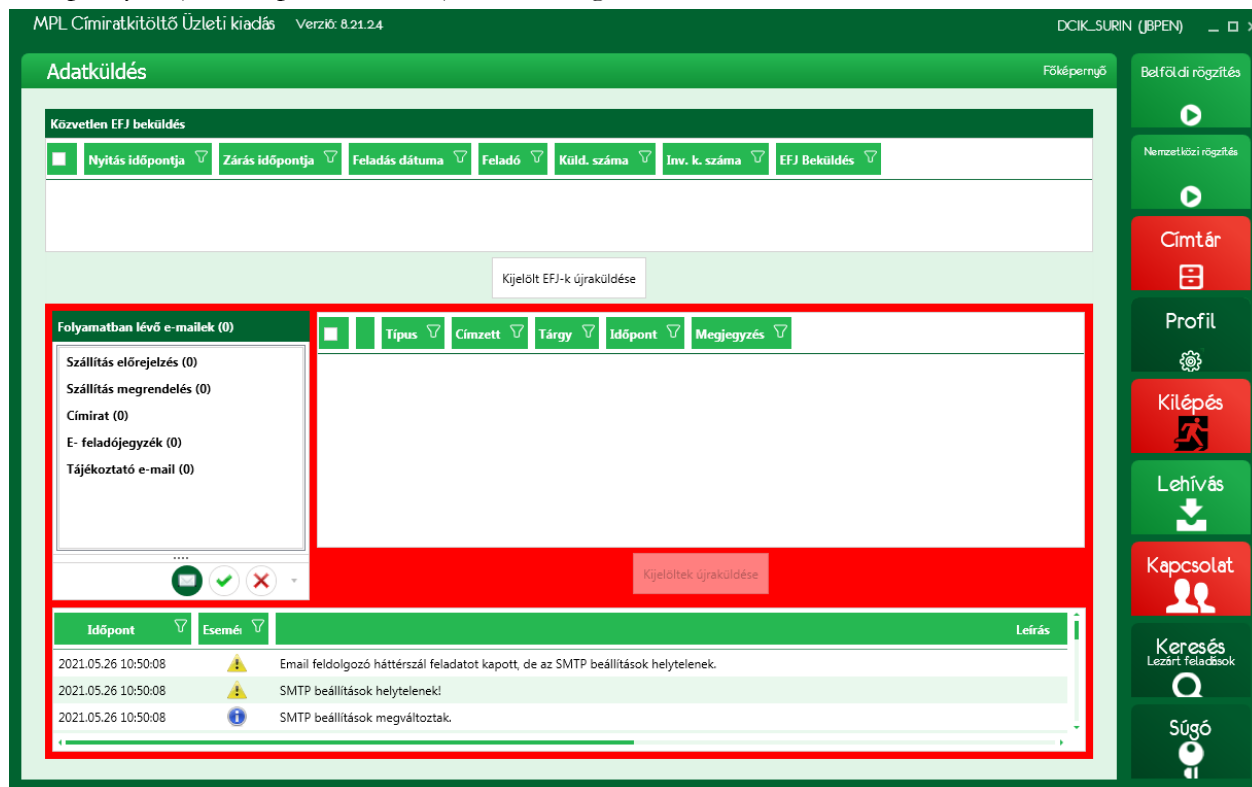 MPL Címiratkitöltő Üzleti kiadás Verzió: 8.21.2.4 DCIK_SURIN (JBPEN)
Adatküldés Főképernyő
Közvetlen EFJ beküldés
Nyitás időpontja Zárás időpontja Feladás dátuma Feladó Küld. száma Inv. k. száma EFJ Beküldés
Kijelölt EFJ-k újraküldése
Folyamatban lévő e-mailek (0)
Szállítás előrejelzés (0)
Szállítás megrendelés (0)
Címirat (0)
E- feladójegyzék (0)
Tájékoztató e-mail (0)
Típus Címzett Tárgy Időpont Megjegyzés
Kijelöltek újraküldése
Időpont Esemé Leírás
2021.05.26 10:50:08 Email feldolgozó háttérszál feladatot kapott, de az SMTP beállítások helytelenek.
2021.05.26 10:50:08 SMTP beállítások helytelenek!
2021.05.26 10:50:08 SMTP beállítások megváltoztak.
Belföldi rögzítés
Nemzetközi rögzítés
Címtár
Profil
Kilépés
Lehívás
Kapcsolat
Keresés
Lezárt feladások
Súgó